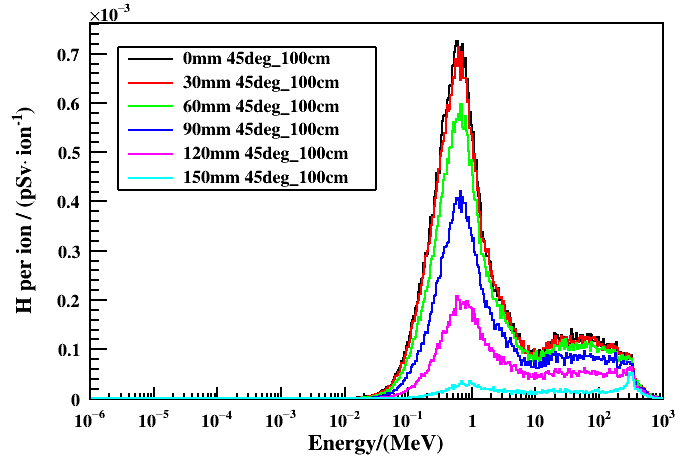 ×10⁻³
0mm 45deg_100cm
30mm 45deg_100cm
60mm 45deg_100cm
90mm 45deg_100cm
120mm 45deg_100cm
150mm 45deg_100cm
H per ion / (pSv· ion⁻¹)
0.7
0.6
0.5
0.4
0.3
0.2
0.1
0
10⁻⁶ 10⁻⁵ 10⁻⁴ 10⁻³ 10⁻² 10⁻¹ 1 10 10² 10³
Energy/(MeV)